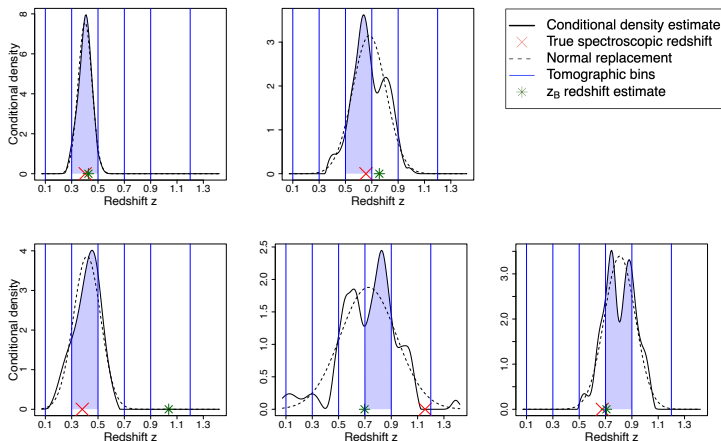 Conditional density
8
6
4
2
0
0.1 0.3 0.5 0.7 0.9 1.1 1.3
Redshift z
3
2
1
0
0.1 0.3 0.5 0.7 0.9 1.1 1.3
Redshift z
Conditional density estimate
True spectroscopic redshift
Normal replacement
Tomographic bins
zB redshift estimate
Conditional density
4
3
2
1
0
0.1 0.3 0.5 0.7 0.9 1.1 1.3
Redshift z
2.5
2.0
1.5
1.0
0.5
0.0
0.1 0.3 0.5 0.7 0.9 1.1 1.3
Redshift z
3.0
2.0
1.0
0.0
0.1 0.3 0.5 0.7 0.9 1.1 1.3
Redshift z